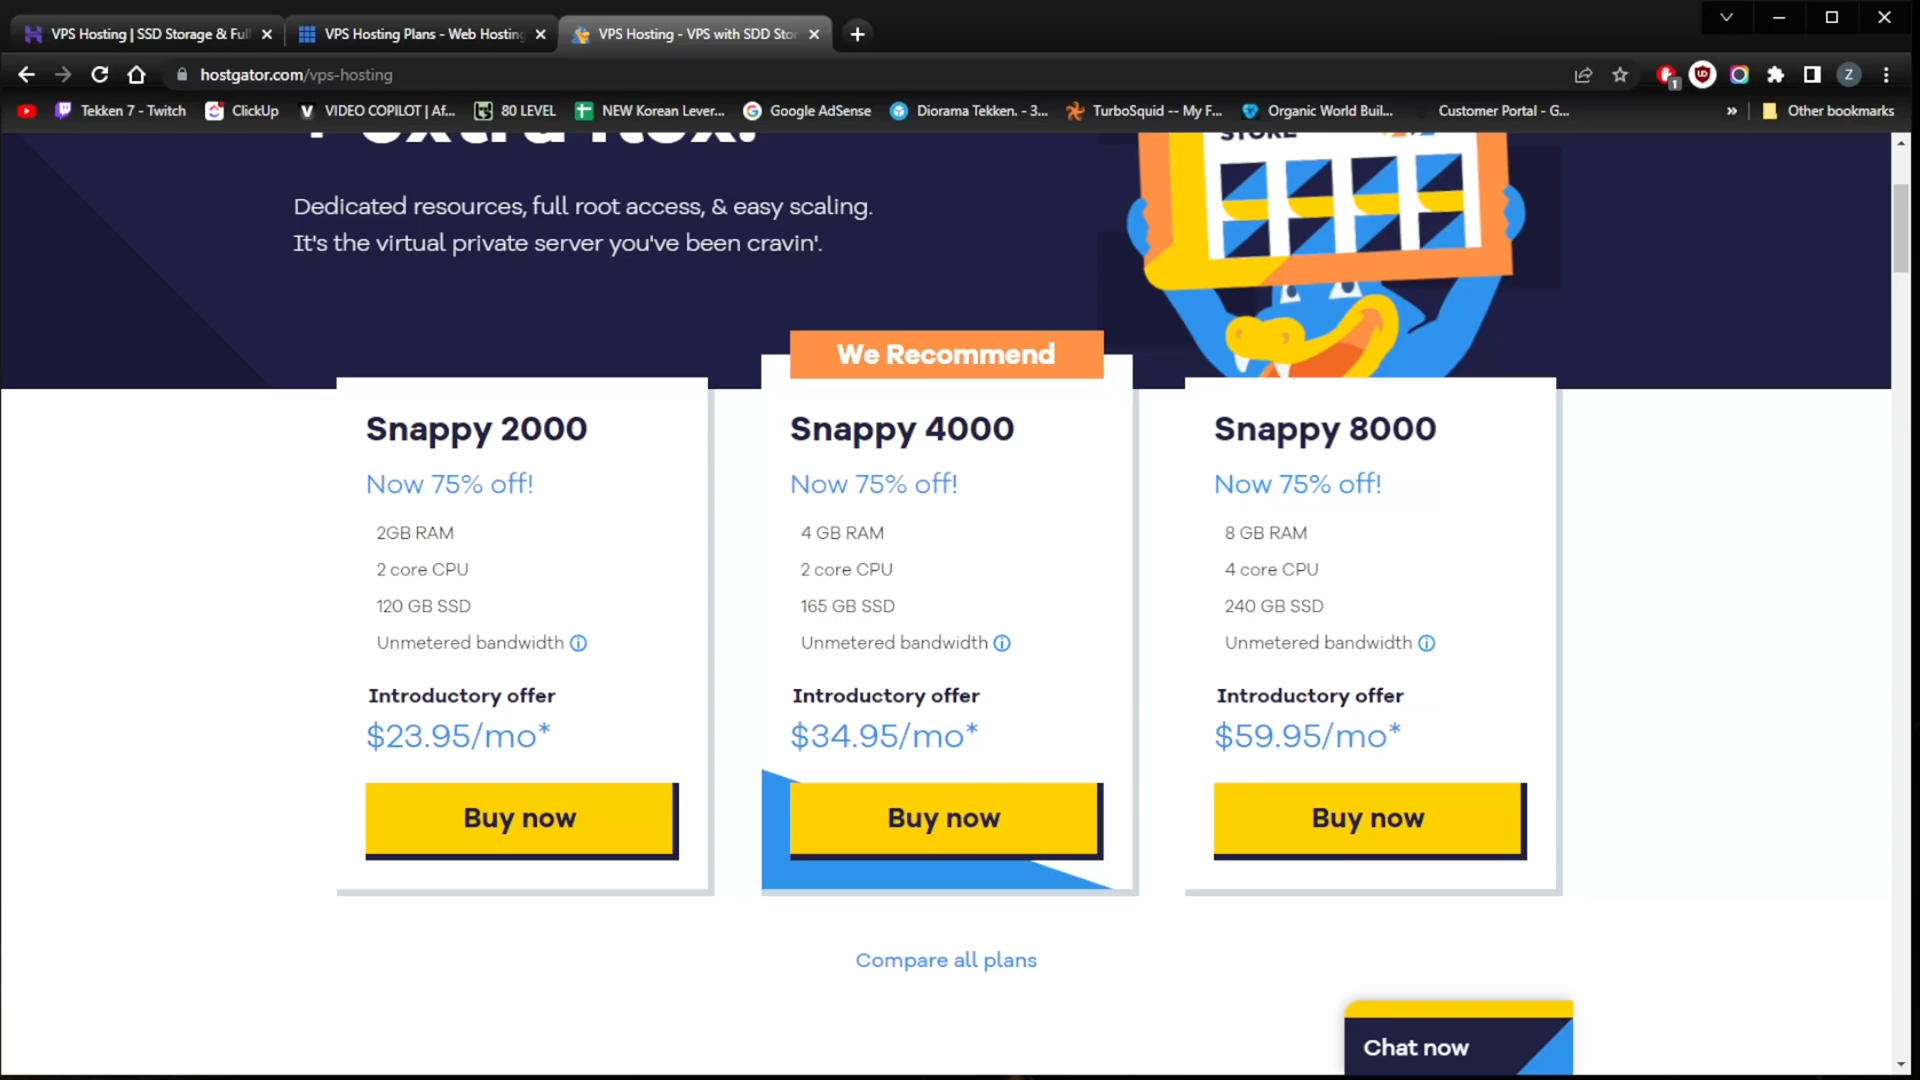 VPS Hosting | SSD Storage & Ful
VPS Hosting Plans - Web Hosting
VPS Hosting - VPS with SDD Stor
hostgator.com/vps-hosting
1
Z
Tekken 7 - Twitch
ClickUp
VIDEO COPILOT | Af...
80 LEVEL
NEW Korean Lever...
Google AdSense
Diorama Tekken. - 3...
TurboSquid -- My F...
Organic World Buil...
Customer Portal - G...
»
Other bookmarks
+ extra flex.
STORE
Dedicated resources, full root access, & easy scaling.
It's the virtual private server you've been cravin'.
Snappy 2000
Now 75% off!
2GB RAM
2 core CPU
120 GB SSD
Unmetered bandwidth
Introductory offer
$23.95/mo*
Buy now
We Recommend
Snappy 4000
Now 75% off!
4 GB RAM
2 core CPU
165 GB SSD
Unmetered bandwidth
Introductory offer
$34.95/mo*
Buy now
Snappy 8000
Now 75% off!
8 GB RAM
4 core CPU
240 GB SSD
Unmetered bandwidth
Introductory offer
$59.95/mo*
Buy now
Compare all plans
Chat now